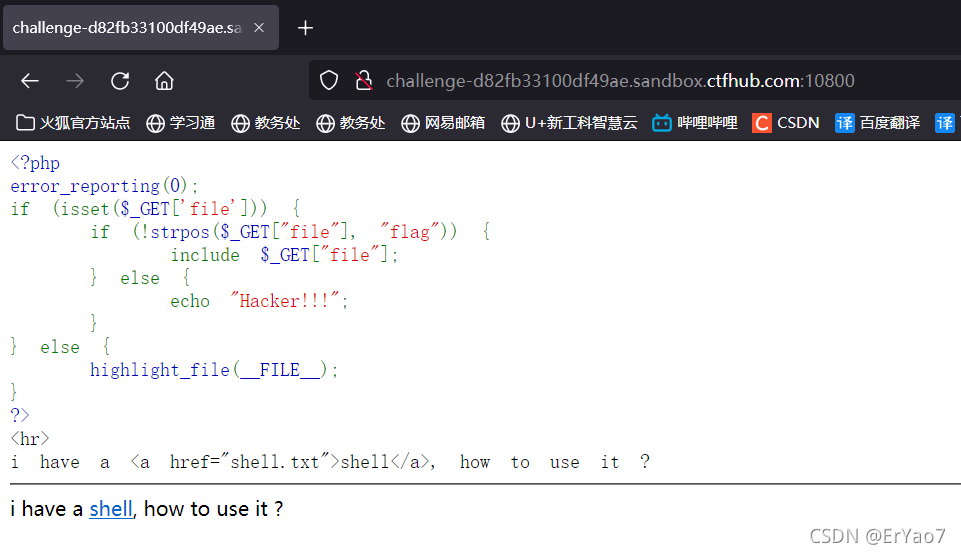 challenge-d82fb33100df49ae.sa
challenge-d82fb33100df49ae.sandbox.ctfhub.com:10800
火狐官方站点 学习通 教务处 教务处 网易邮箱 U+新工科智慧云 哔哩哔哩 C CSDN 译 百度翻译 译
<?php
error_reporting(0);
if (isset($_GET['file'])) {
if (!strpos($_GET["file"], "flag")) {
include $_GET["file"];
} else {
echo "Hacker!!!";
}
} else {
highlight_file(__FILE__);
}
?>
<hr>
i have a <a href="shell.txt">shell</a>, how to use it ?
i have a shell, how to use it ?
CSDN @ErYao7